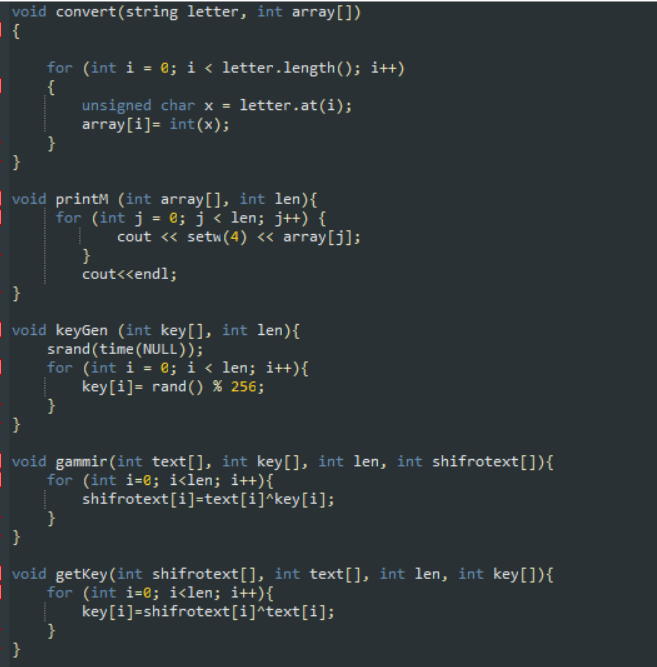 void convert(string letter, int array[])
{
for (int i = 0; i < letter.length(); i++)
{
unsigned char x = letter.at(i);
array[i]= int(x);
}
}
void printM (int array[], int len){
for (int j = 0; j < len; j++) {
cout << setw(4) << array[j];
}
cout<<endl;
}
void keyGen (int key[], int len){
srand(time(NULL));
for (int i = 0; i < len; i++){
key[i]= rand() % 256;
}
}
void gammir(int text[], int key[], int len, int shifrotext[]){
for (int i=0; i<len; i++){
shifrotext[i]=text[i]^key[i];
}
}
void getKey(int shifrotext[], int text[], int len, int key[]){
for (int i=0; i<len; i++){
key[i]=shifrotext[i]^text[i];
}
}